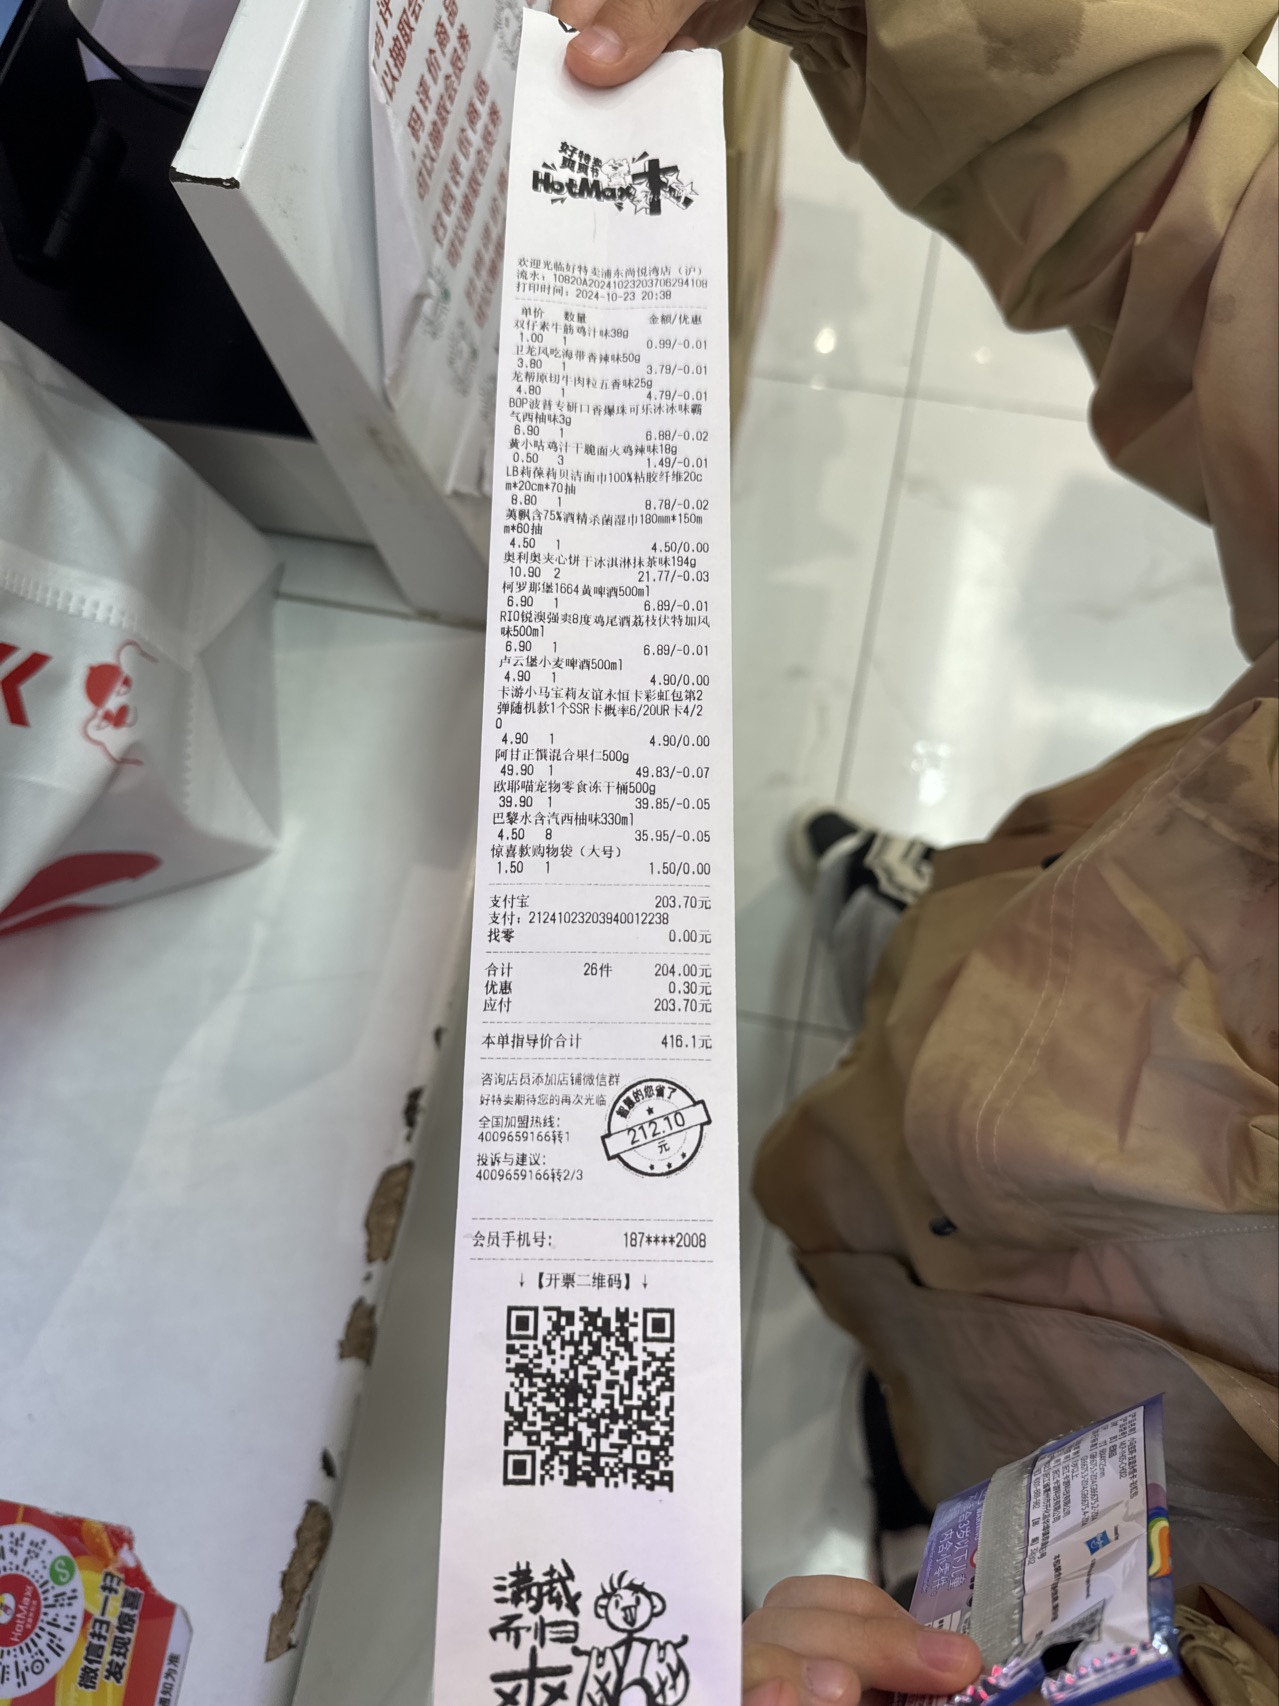 好特卖
爽爽节
HotMaxx
欢迎光临好特卖浦东尚悦湾店（沪）
流水：10820A20241023203706294108
打印时间：2024-10-23 20:38
单价 数量 金额/优惠
双仔素牛筋鸡汁味38g
1.00 1 0.99/-0.01
卫龙风吃海带香辣味50g
3.80 1 3.79/-0.01
龙帮原切牛肉粒五香味25g
4.80 1 4.79/-0.01
BOP波普专研口香爆珠可乐冰冰味霸
气西柚味3g
6.90 1 6.88/-0.02
黄小咕鸡汁干脆面火鸡辣味18g
0.50 3 1.49/-0.01
LB莉葆莉贝洁面巾100%粘胶纤维20c
m*20cm*70抽
8.80 1 8.78/-0.02
英飘含75%酒精杀菌湿巾180mm*150m
m*60抽
4.50 1 4.50/0.00
奥利奥夹心饼干冰淇淋抹茶味194g
10.90 2 21.77/-0.03
柯罗那堡1664黄啤酒500ml
6.90 1 6.89/-0.01
RIO锐澳强爽8度鸡尾酒荔枝伏特加风
味500ml
6.90 1 6.89/-0.01
卢云堡小麦啤酒500ml
4.90 1 4.90/0.00
卡游小马宝莉友谊永恒卡彩虹包第2
弹随机款1个SSR卡概率6/20UR卡4/2
0
4.90 1 4.90/0.00
阿甘正馔混合果仁500g
49.90 1 49.83/-0.07
欧耶喵宠物零食冻干桶500g
39.90 1 39.85/-0.05
巴黎水含汽西柚味330ml
4.50 8 35.95/-0.05
惊喜款购物袋（大号）
1.50 1 1.50/0.00
支付宝 203.70元
支付：21241023203940012238
找零 0.00元
合计 26件 204.00元
优惠 0.30元
应付 203.70元
本单指导价合计 416.1元
咨询店员添加店铺微信群
好特卖期待您的再次光临
全国加盟热线：
4009659166转1
投诉与建议：
4009659166转2/3
智慧的您省了
212.10
元
会员手机号： 187****2008
↓【开票二维码】↓
满载
而归
爽
HotMaxx
微信扫一扫
发现惊喜